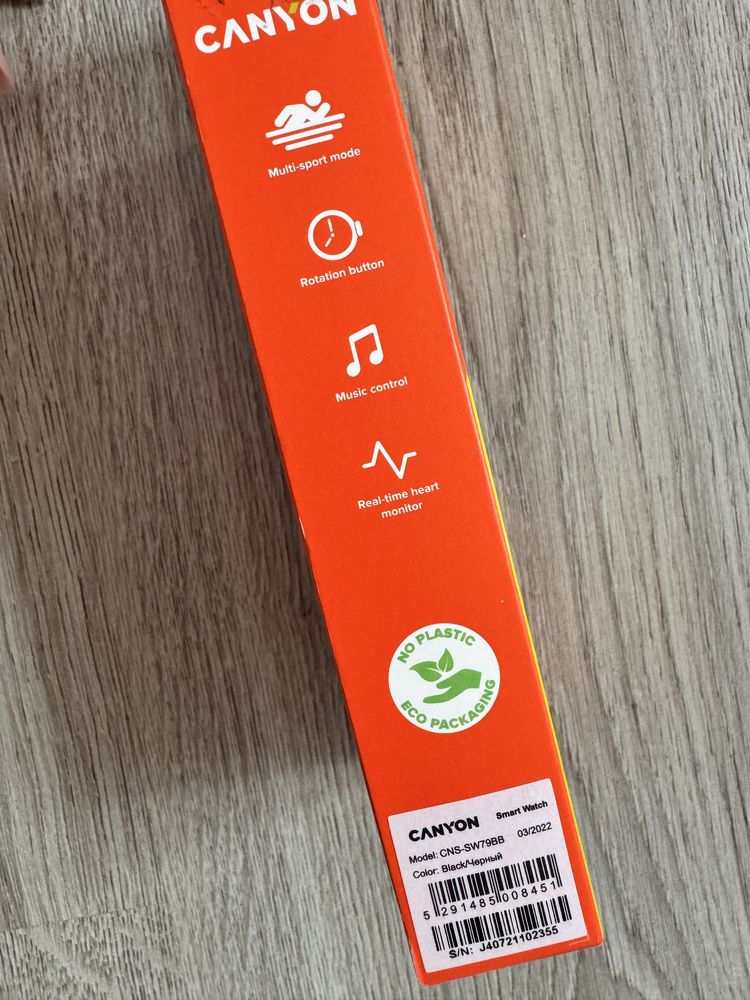 CANYON
Multi-sport mode
Rotation button
Music control
Real-time heart
monitor
NO PLASTIC
ECO PACKAGING
CANYON Smart Watch
Model: CNS-SW79BB 03/2022
Color: Black/Черный
5 291485 008451
S/N: J40721102355